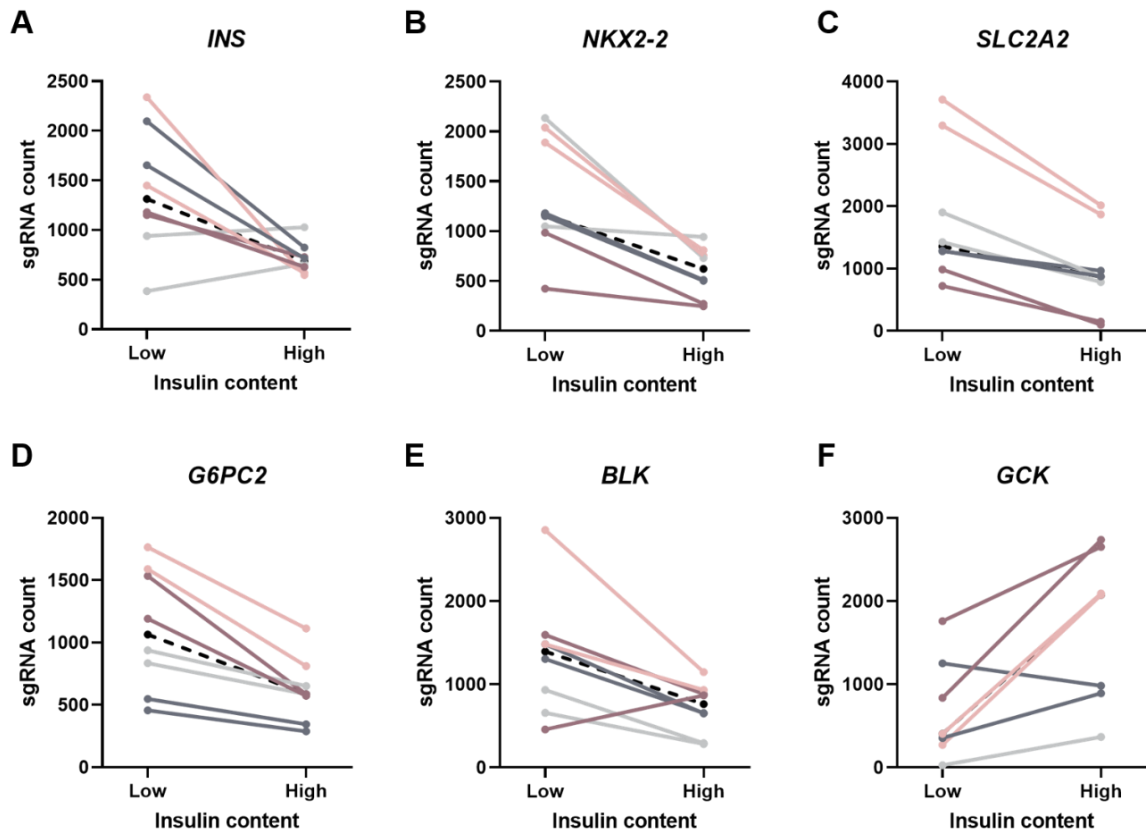 A
INS
sgRNA count
2500
2000
1500
1000
500
0
Low
High
Insulin content
B
NKX2-2
sgRNA count
2500
2000
1500
1000
500
0
Low
High
Insulin content
C
SLC2A2
sgRNA count
4000
3000
2000
1000
0
Low
High
Insulin content
D
G6PC2
sgRNA count
2000
1500
1000
500
0
Low
High
Insulin content
E
BLK
sgRNA count
3000
2000
1000
0
Low
High
Insulin content
F
GCK
sgRNA count
3000
2000
1000
0
Low
High
Insulin content